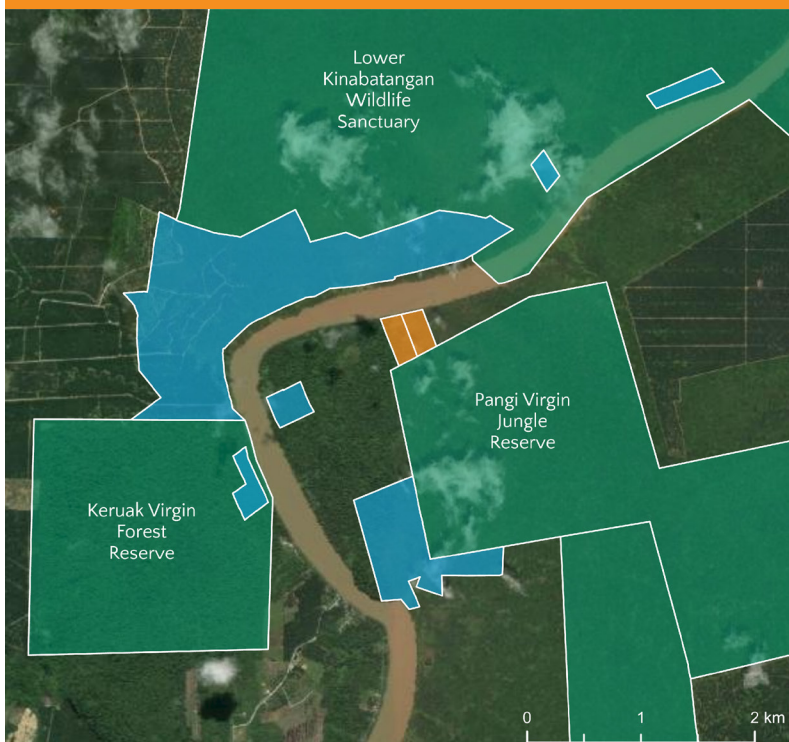 Lower
Kinabatangan
Wildlife
Sanctuary
Pangi Virgin
Jungle
Reserve
Keruak Virgin
Forest
Reserve
0 1 2 km